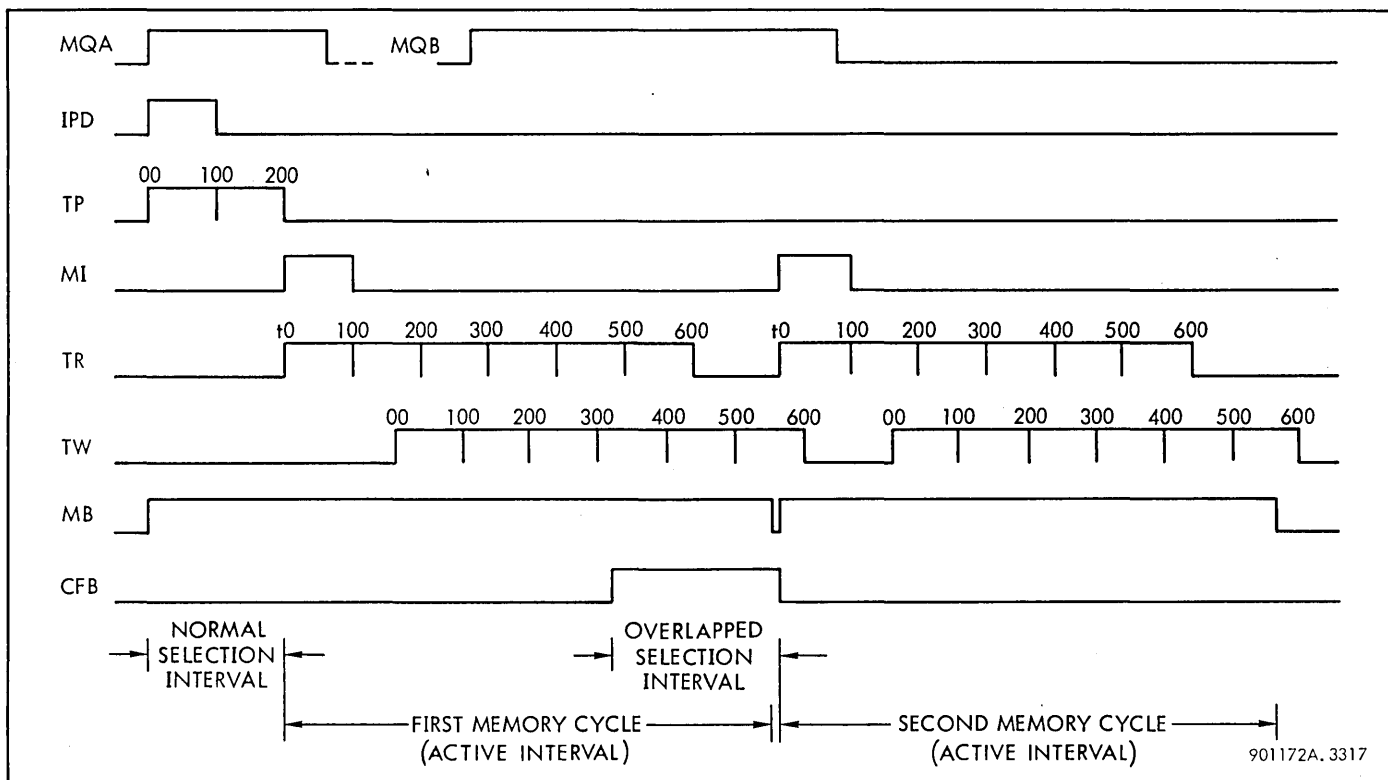 MQA MQB
IPD
00 100 200
TP
MI
t0 100 200 300 400 500 600 t0 100 200 300 400 500 600
TR
00 100 200 300 400 500 600 00 100 200 300 400 500 600
TW
MB
CFB
NORMAL
SELECTION
INTERVAL
OVERLAPPED
SELECTION
INTERVAL
FIRST MEMORY CYCLE
(ACTIVE INTERVAL)
SECOND MEMORY CYCLE
(ACTIVE INTERVAL)
901172A. 3317